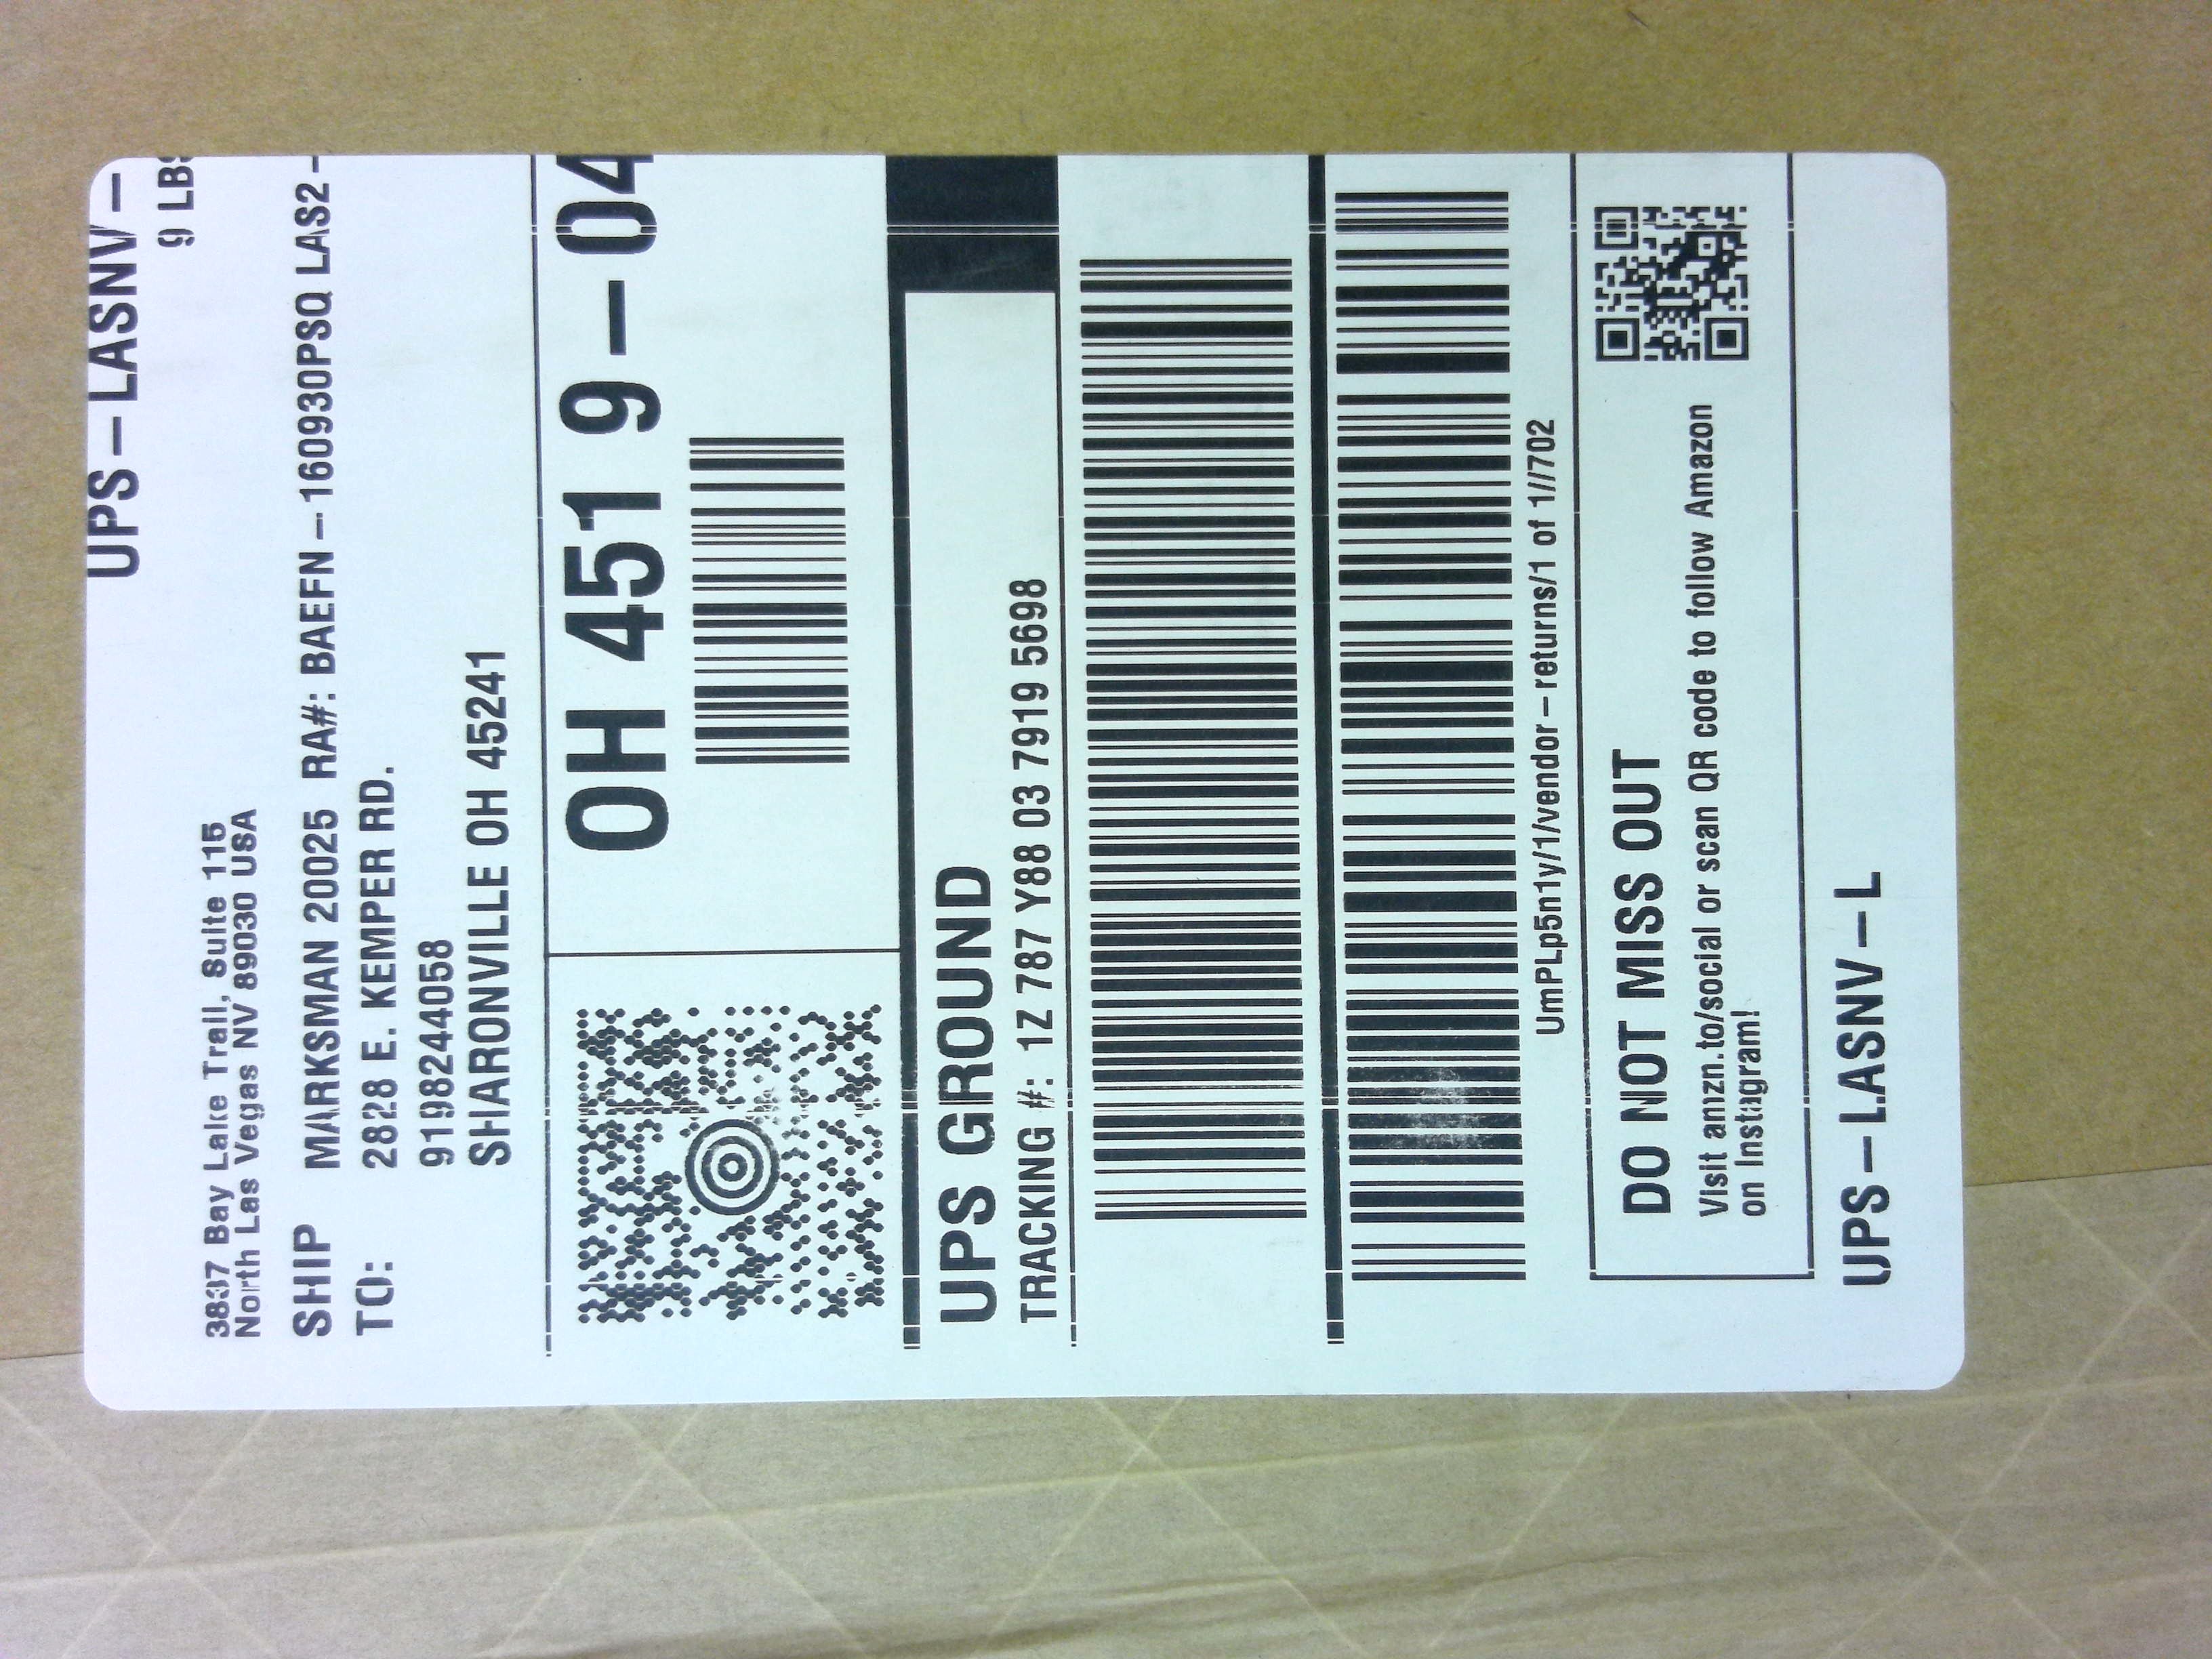 UPS-LASNV-
9 LBS
3837 Bay Lake Trail, Suite 115
North Las Vegas NV 89030 USA
SHIP MARKSMAN 20025 RA#: BAEFN-160930PSQ LAS2-
TO: 2828 E. KEMPER RD.
9198244058
SHARONVILLE OH 45241
OH 451 9-04
UPS GROUND
TRACKING #: 1Z 787 Y88 03 7919 5698
UmPLp5n1y/1/vendor-returns/1 of 1//702
DO NOT MISS OUT
Visit amzn.to/social or scan QR code to follow Amazon
on Instagram!
UPS-LASNV-L